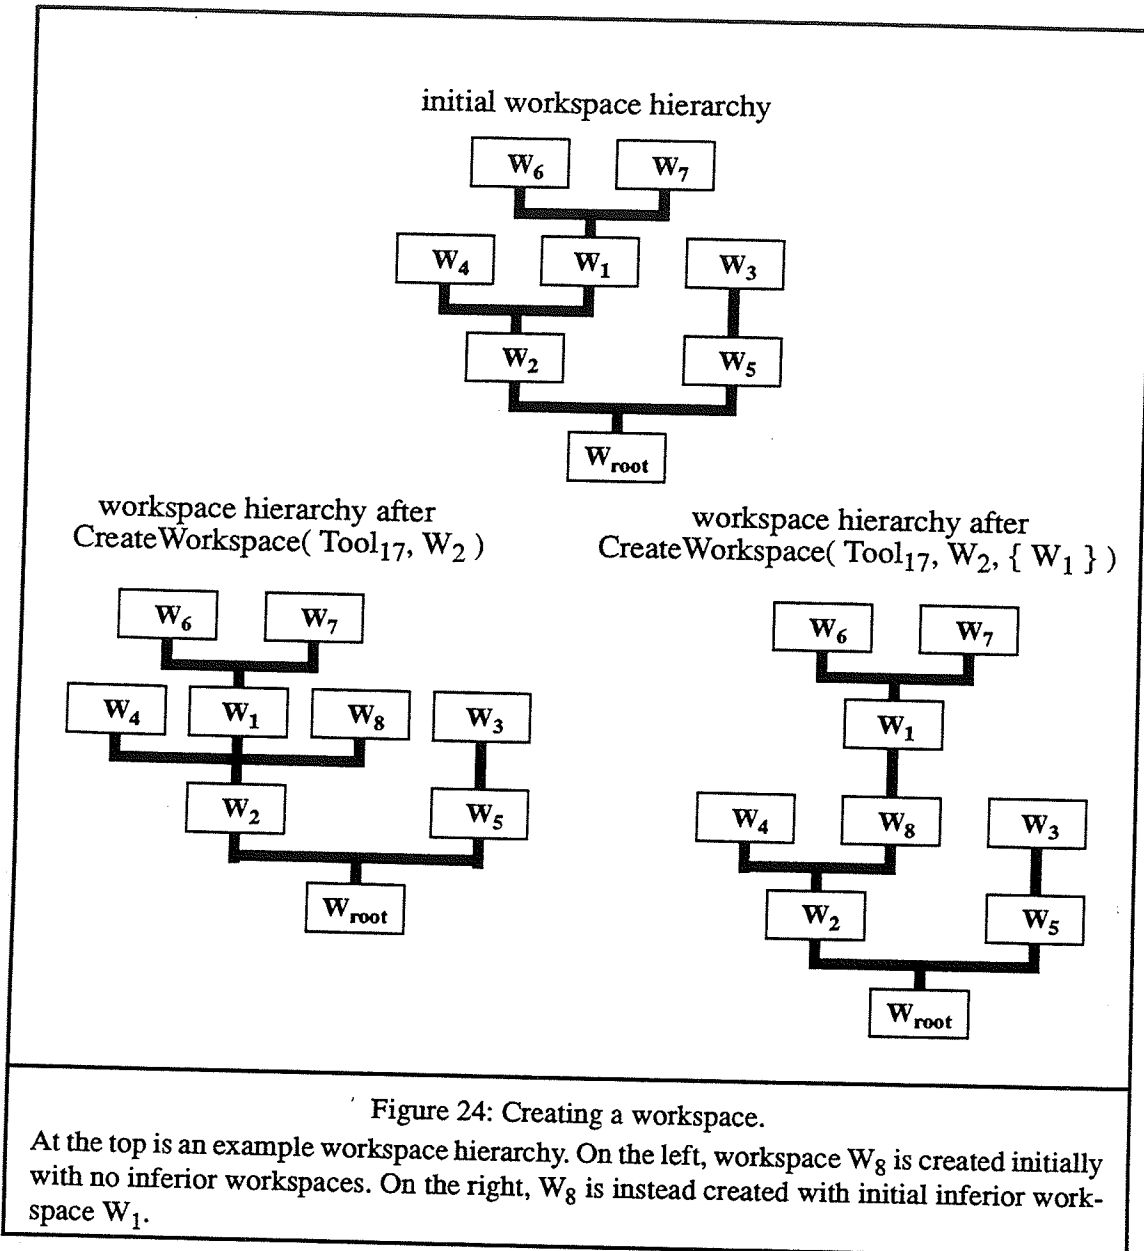 initial workspace hierarchy
W6 W7
W4 W1 W3
W2 W5
Wroot
workspace hierarchy after
CreateWorkspace( Tool17, W2 )
W6 W7
W4 W1 W8 W3
W2 W5
Wroot
workspace hierarchy after
CreateWorkspace( Tool17, W2, { W1 } )
W6 W7
W1
W4 W8 W3
W2 W5
Wroot
Figure 24: Creating a workspace.
At the top is an example workspace hierarchy. On the left, workspace W8 is created initially
with no inferior workspaces. On the right, W8 is instead created with initial inferior work-
space W1.